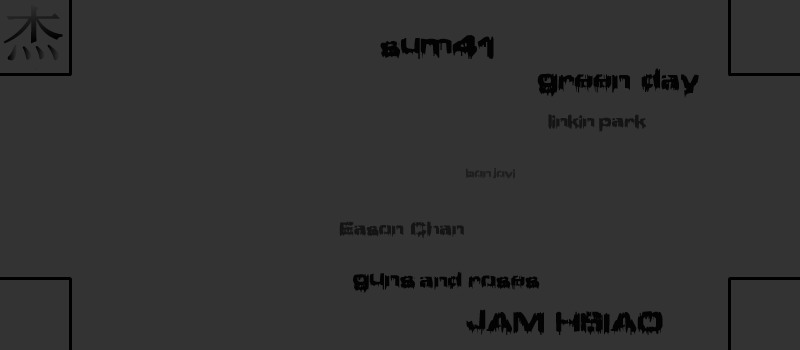 杰
sum41
green day
linkin park
bon jovi
Eason Chan
guns and roses
JAM HSIAO